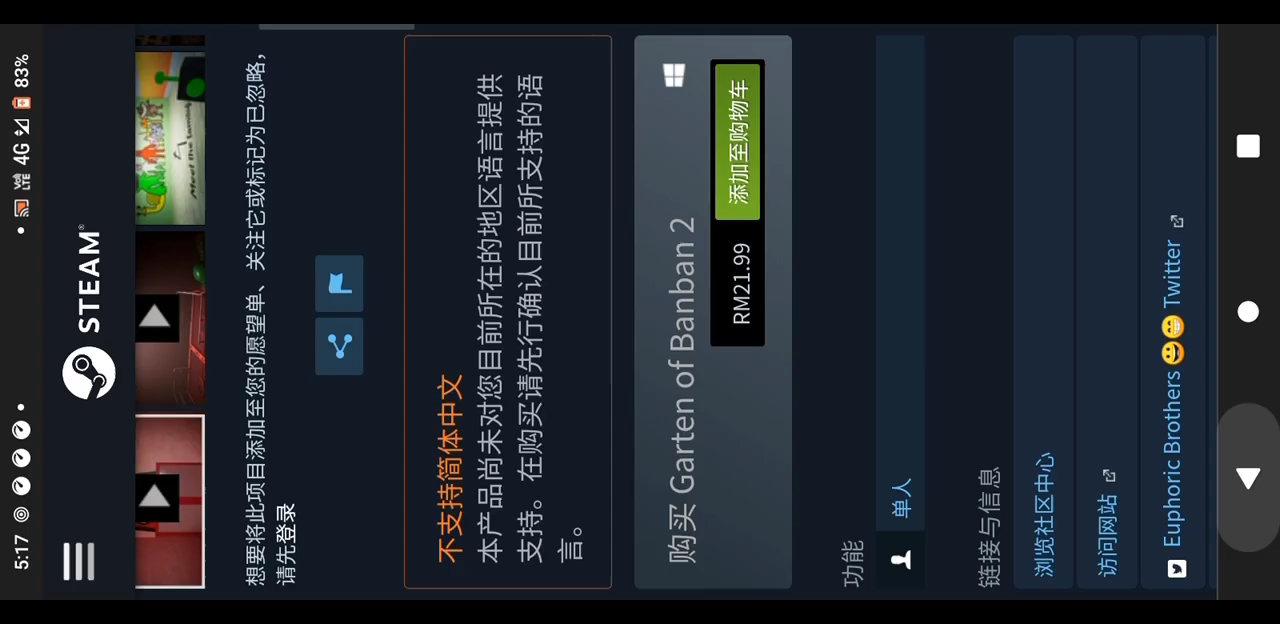 5:17
VoLTE 4G 83%
STEAM®
Meet the
想要将此项目添加至您的愿望单、关注它或标记为已忽略，
请先登录
不支持简体中文
本产品尚未对您目前所在的地区语言提供
支持。在购买请先行确认目前所支持的语
言。
购买 Garten of Banban 2
RM21.99 添加至购物车
功能
单人
链接与信息
浏览社区中心
访问网站
Euphoric Brothers😃😁 Twitter